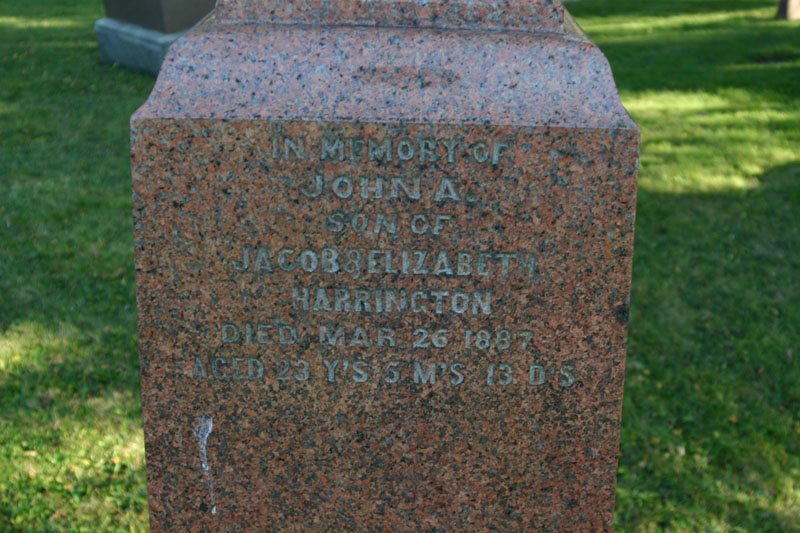 IN MEMORY OF
JOHN A.
SON OF
JACOB & ELIZABETH
HARRINGTON
DIED MAR. 26 1887
AGED 23 Y'S 5 M'S 13 D'S